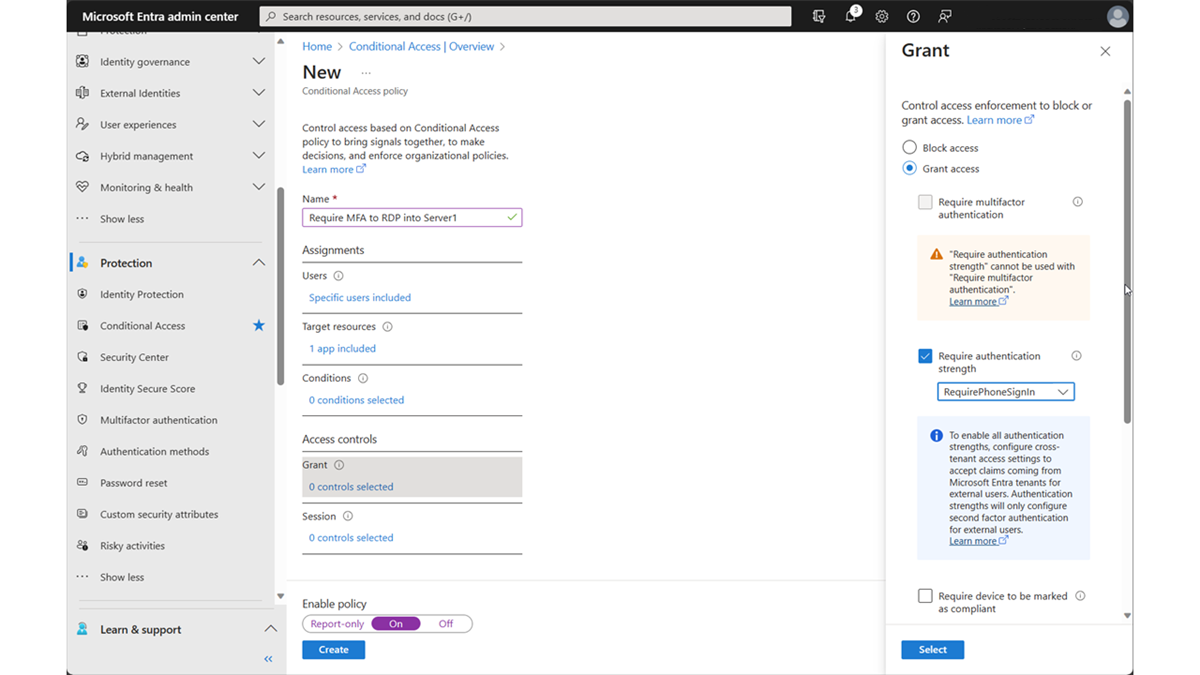 Microsoft Entra admin center
Search resources, services, and docs (G+/)
3
Protection
Identity governance
External Identities
User experiences
Hybrid management
Monitoring & health
··· Show less
Protection
Identity Protection
Conditional Access
Security Center
Identity Secure Score
Multifactor authentication
Authentication methods
Password reset
Custom security attributes
Risky activities
··· Show less
Learn & support
«
Home > Conditional Access | Overview >
New ...
Conditional Access policy
Control access based on Conditional Access
policy to bring signals together, to make
decisions, and enforce organizational policies.
Learn more
Name *
Require MFA to RDP into Server1
Assignments
Users
Specific users included
Target resources
1 app included
Conditions
0 conditions selected
Access controls
Grant
0 controls selected
Session
0 controls selected
Enable policy
Report-only On Off
Create
Grant
Control access enforcement to block or
grant access. Learn more
Block access
Grant access
Require multifactor
authentication
"Require authentication
strength" cannot be used with
"Require multifactor
authentication".
Learn more
Require authentication
strength
RequirePhoneSignIn
To enable all authentication
strengths, configure cross-
tenant access settings to
accept claims coming from
Microsoft Entra tenants for
external users. Authentication
strengths will only configure
second factor authentication
for external users.
Learn more
Require device to be marked
as compliant
Select